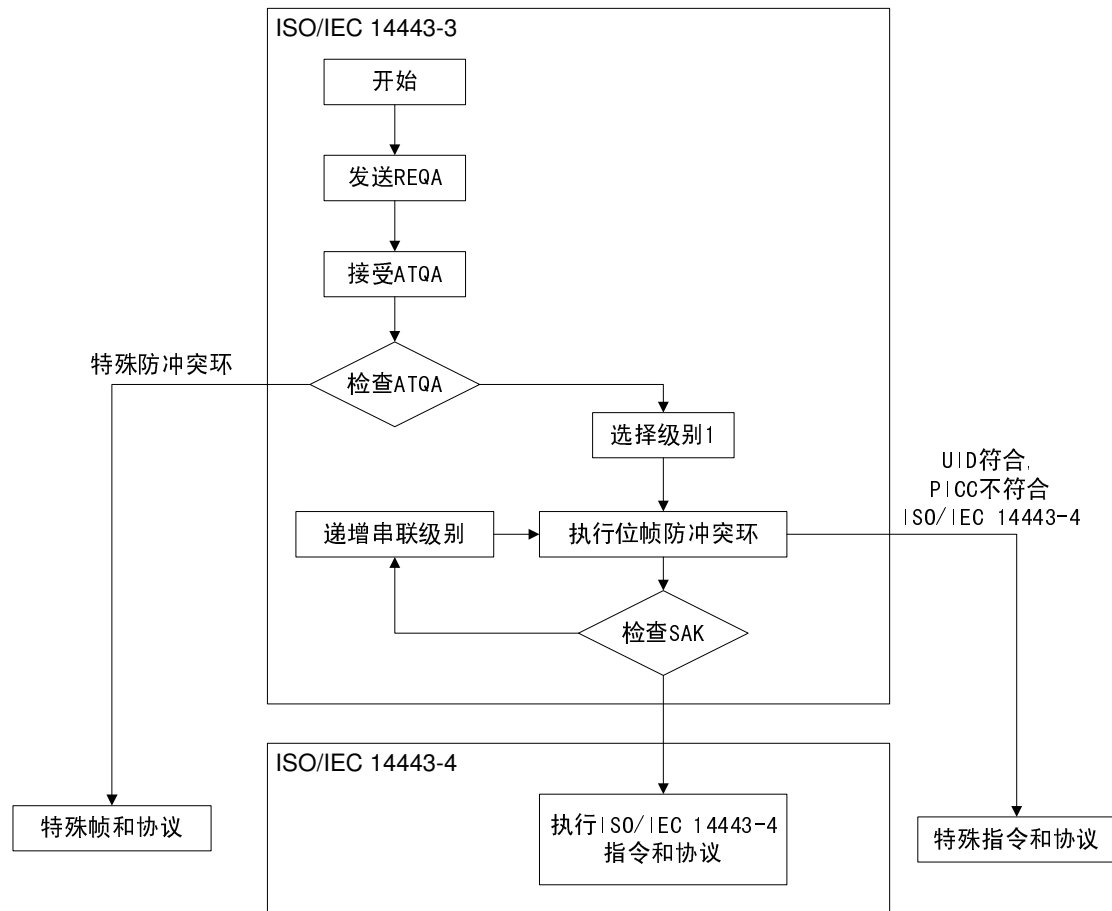 ISO/IEC 14443-3
开始
发送REQA
接受ATQA
特殊防冲突环
检查ATQA
选择级别1
UID符合,
PICC不符合
ISO/IEC 14443-4
递增串联级别
执行位帧防冲突环
检查SAK
ISO/IEC 14443-4
特殊帧和协议
执行ISO/IEC 14443-4
指令和协议
特殊指令和协议